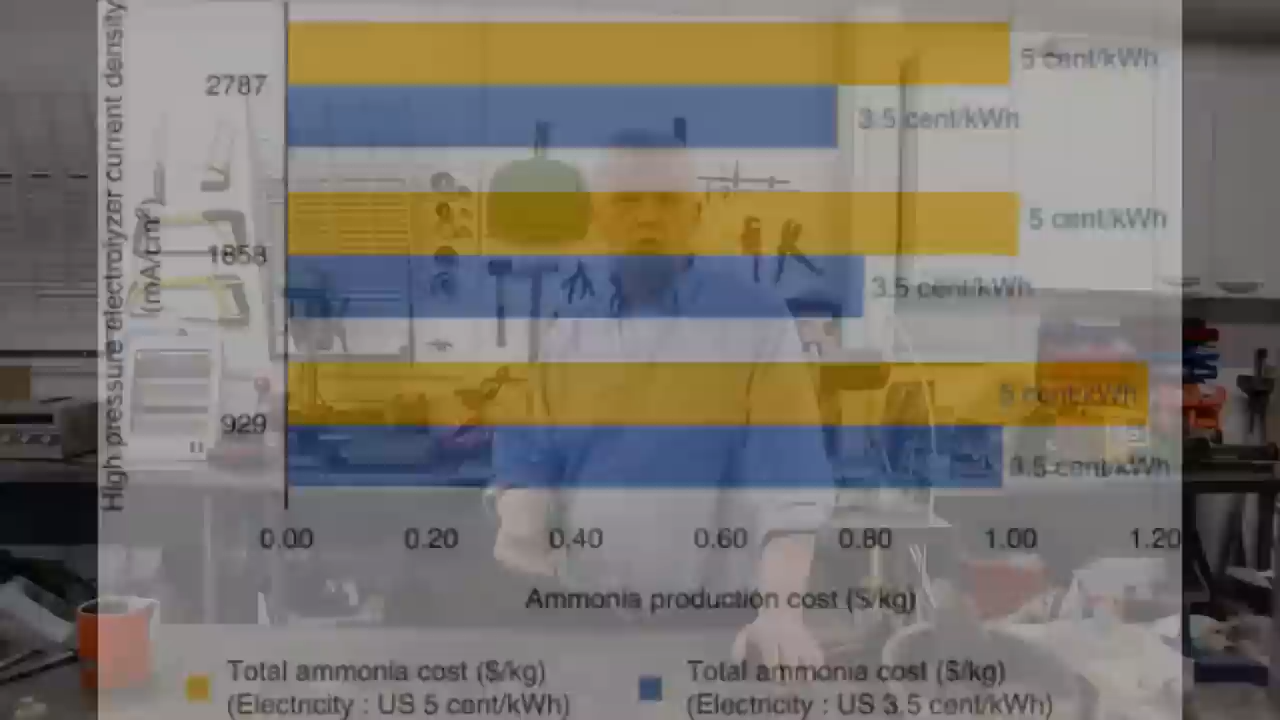 High pressure electrolyzer current density
(mA/cm²)
2787
5 cent/kWh
3.5 cent/kWh
1858
5 cent/kWh
3.5 cent/kWh
929
5 cent/kWh
3.5 cent/kWh
0.00 0.20 0.40 0.60 0.80 1.00 1.20
Ammonia production cost ($/kg)
Total ammonia cost ($/kg)
(Electricity : US 5 cent/kWh)
Total ammonia cost ($/kg)
(Electricity : US 3.5 cent/kWh)